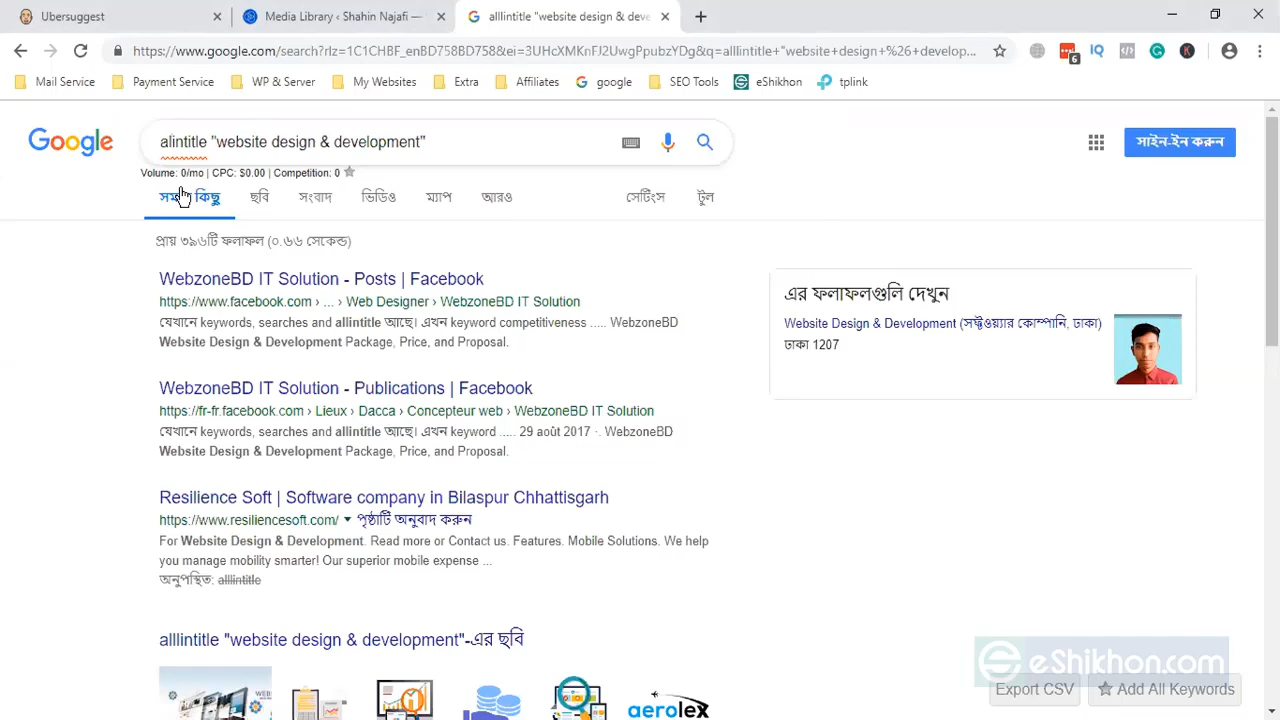 Ubersuggest
Media Library ‹ Shahin Najafi —
alllintitle "website design & deve
https://www.google.com/search?rlz=1C1CHBF_enBD758BD758&ei=3UHcXMKnFJ2UwgPpubzYDg&q=alllintitle+"website+design+%26+develop...
6
IQ
K
Mail Service
Payment Service
WP & Server
My Websites
Extra
Affiliates
google
SEO Tools
eShikhon
tplink
Google
alintitle "website design & development"
সাইন-ইন করুন
Volume: 0/mo | CPC: $0.00 | Competition: 0
কিছু
ছবি
সংবাদ
ভিডিও
ম্যাপ
আরও
সেটিংস
টুল
প্রায় ৩৯৬টি ফলাফল (০.৬৬ সেকেন্ড)
WebzoneBD IT Solution - Posts | Facebook
https://www.facebook.com › ... › Web Designer › WebzoneBD IT Solution
যেখানে keywords, searches and allintitle আছে। এখন keyword competitiveness ..... WebzoneBD
Website Design & Development Package, Price, and Proposal.
WebzoneBD IT Solution - Publications | Facebook
https://fr-fr.facebook.com › Lieux › Dacca › Concepteur web › WebzoneBD IT Solution
যেখানে keywords, searches and allintitle আছে। এখন keyword ..... 29 août 2017 ·. WebzoneBD
Website Design & Development Package, Price, and Proposal.
Resilience Soft | Software company in Bilaspur Chhattisgarh
https://www.resiliencesoft.com/ পৃষ্ঠাটি অনুবাদ করুন
For Website Design & Development. Read more or Contact us. Features. Mobile Solutions. We help
you manage mobility smarter! Our superior mobile expense ...
অনুপস্থিত: alllintitle
alllintitle "website design & development"-এর ছবি
aerolex
এর ফলাফলগুলি দেখুন
Website Design & Development (সফ্টওয়্যার কোম্পানি, ঢাকা)
ঢাকা 1207
eShikhon.com
Export CSV
Add All Keywords